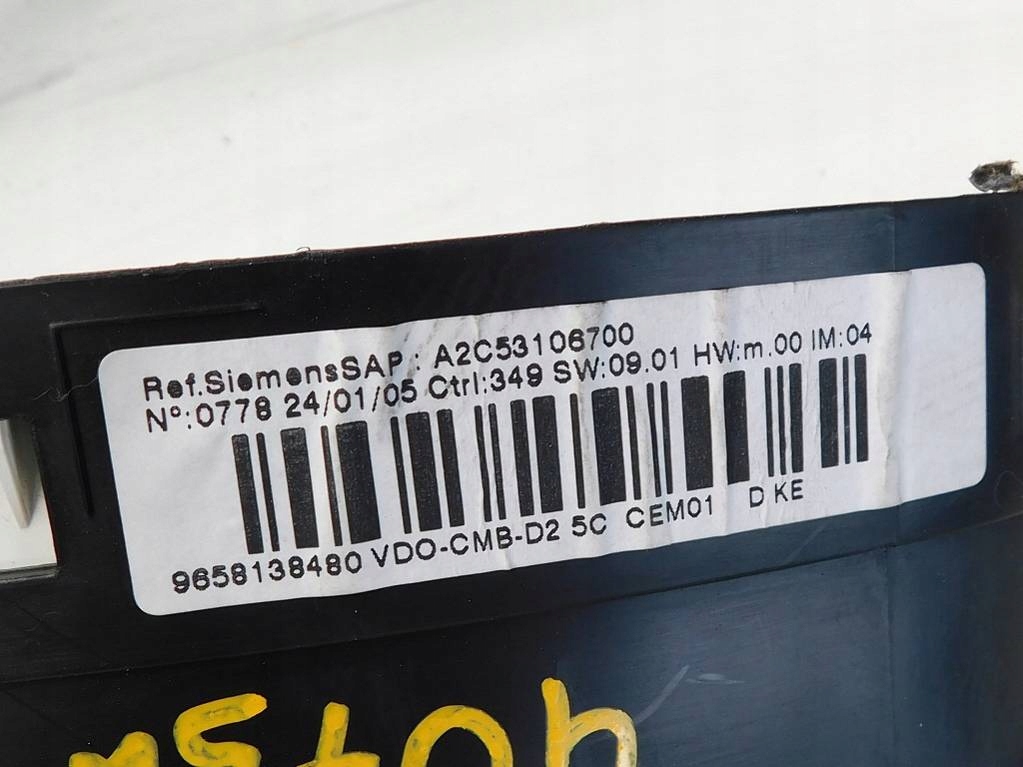 Ref.SiemensSAP : A2C53106700
Nº:0778 24/01/05 Ctrl:349 SW:09.01 HW:m.00 IM:04
9658138480 VDO-CMB-D2 5C CEM01 D KE